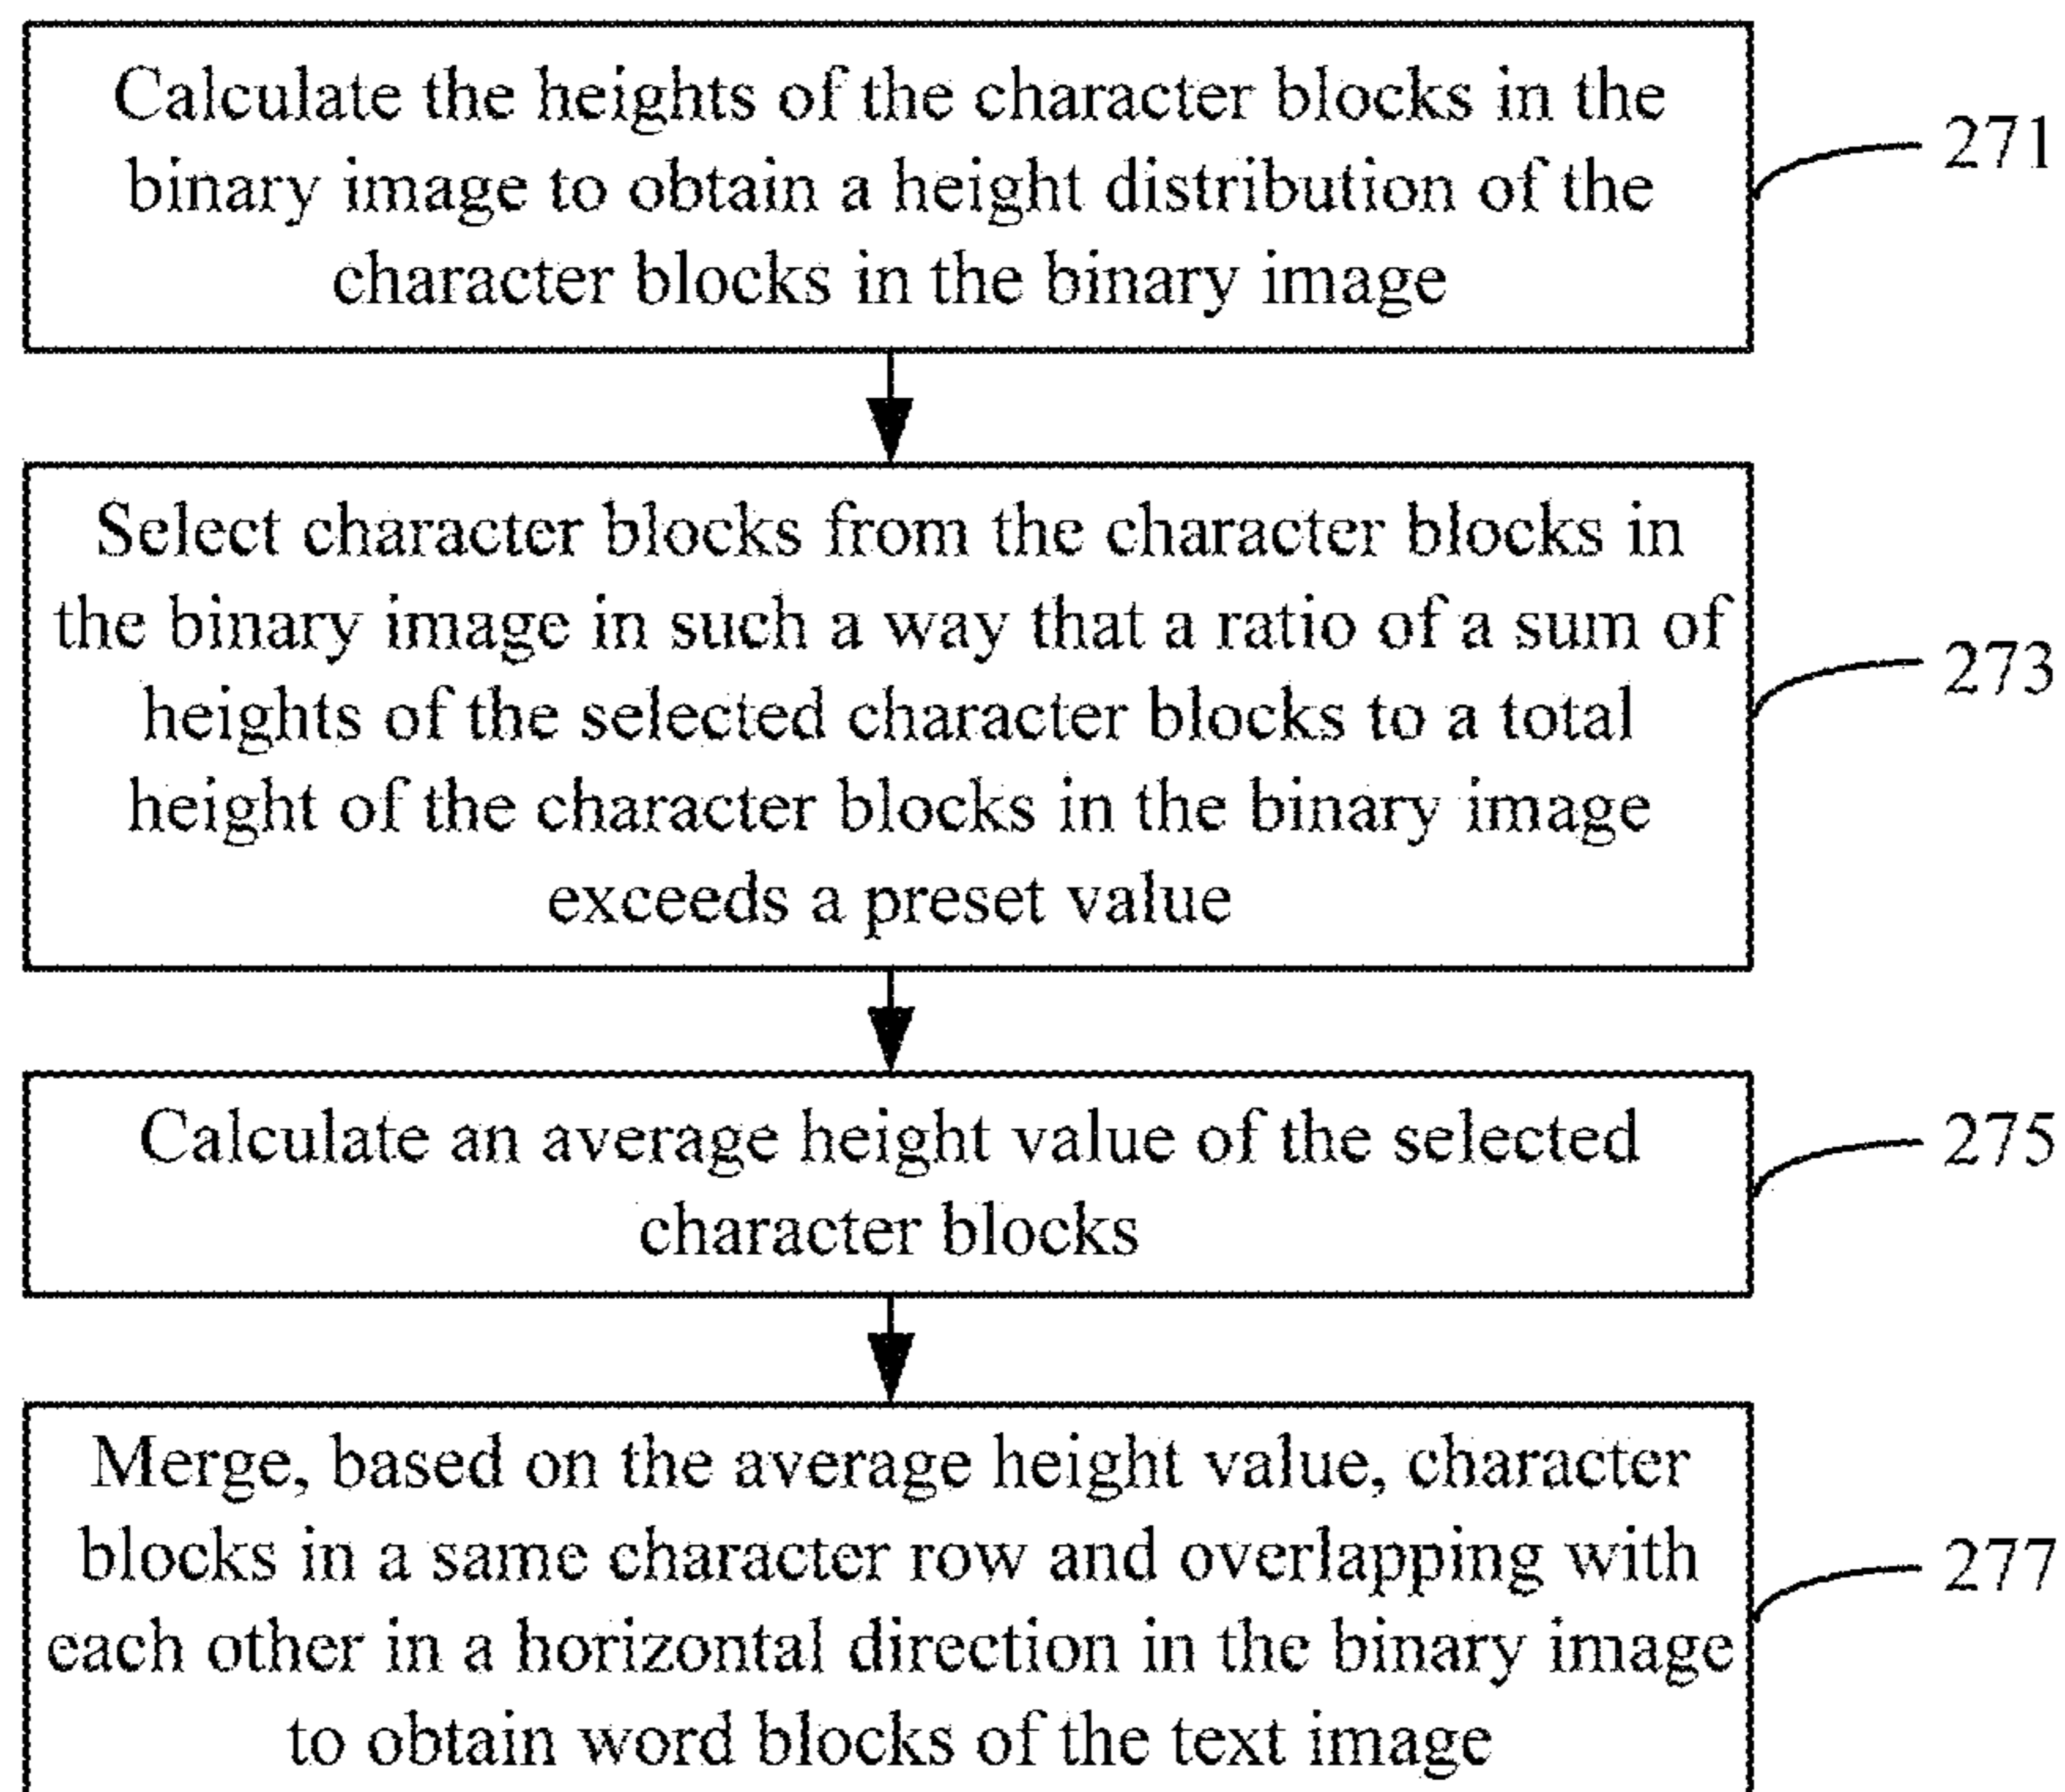 Calculate the heights of the character blocks in the
binary image to obtain a height distribution of the
character blocks in the binary image
271
Select character blocks from the character blocks in
the binary image in such a way that a ratio of a sum of
heights of the selected character blocks to a total
height of the character blocks in the binary image
exceeds a preset value
273
Calculate an average height value of the selected
character blocks
275
Merge, based on the average height value, character
blocks in a same character row and overlapping with
each other in a horizontal direction in the binary image
to obtain word blocks of the text image
277